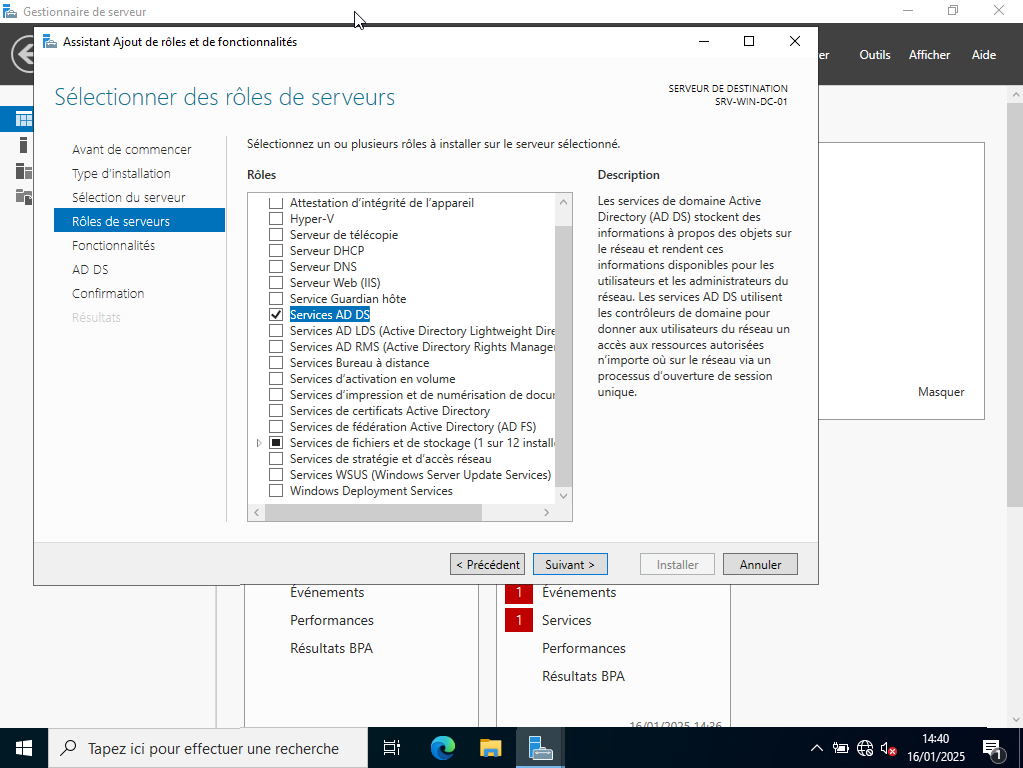 Gestionnaire de serveur
Assistant Ajout de rôles et de fonctionnalités
er Outils Afficher Aide
Sélectionner des rôles de serveurs
SERVEUR DE DESTINATION
SRV-WIN-DC-01
Avant de commencer
Type d'installation
Sélection du serveur
Rôles de serveurs
Fonctionnalités
AD DS
Confirmation
Résultats
Sélectionnez un ou plusieurs rôles à installer sur le serveur sélectionné.
Rôles
Attestation d'intégrité de l'appareil
Hyper-V
Serveur de télécopie
Serveur DHCP
Serveur DNS
Serveur Web (IIS)
Service Guardian hôte
Services AD DS
Services AD LDS (Active Directory Lightweight Dire
Services AD RMS (Active Directory Rights Manager
Services Bureau à distance
Services d'activation en volume
Services d'impression et de numérisation de docur
Services de certificats Active Directory
Services de fédération Active Directory (AD FS)
Services de fichiers et de stockage (1 sur 12 installé
Services de stratégie et d'accès réseau
Services WSUS (Windows Server Update Services)
Windows Deployment Services
Description
Les services de domaine Active
Directory (AD DS) stockent des
informations à propos des objets sur
le réseau et rendent ces
informations disponibles pour les
utilisateurs et les administrateurs du
réseau. Les services AD DS utilisent
les contrôleurs de domaine pour
donner aux utilisateurs du réseau un
accès aux ressources autorisées
n'importe où sur le réseau via un
processus d'ouverture de session
unique.
Masquer
< Précédent
Suivant >
Installer
Annuler
Événements
Performances
Résultats BPA
1 Événements
1 Services
Performances
Résultats BPA
16/01/2025 14:36
Tapez ici pour effectuer une recherche
14:40
16/01/2025
1